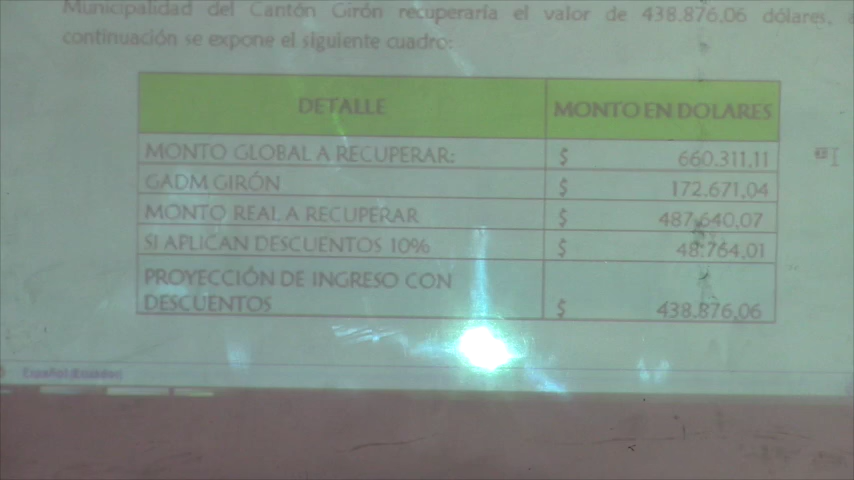 Municipalidad del Cantón Girón recuperaría el valor de 438.876,06 dólares, a
continuación se expone el siguiente cuadro:
DETALLE MONTO EN DOLARES
MONTO GLOBAL A RECUPERAR: $ 660.311,11
GADM GIRÓN $ 172.671,04
MONTO REAL A RECUPERAR $ 487.640,07
SI APLICAN DESCUENTOS 10% $ 48.764,01
PROYECCIÓN DE INGRESO CON
DESCUENTOS $ 438.876,06
Español (Ecuador)